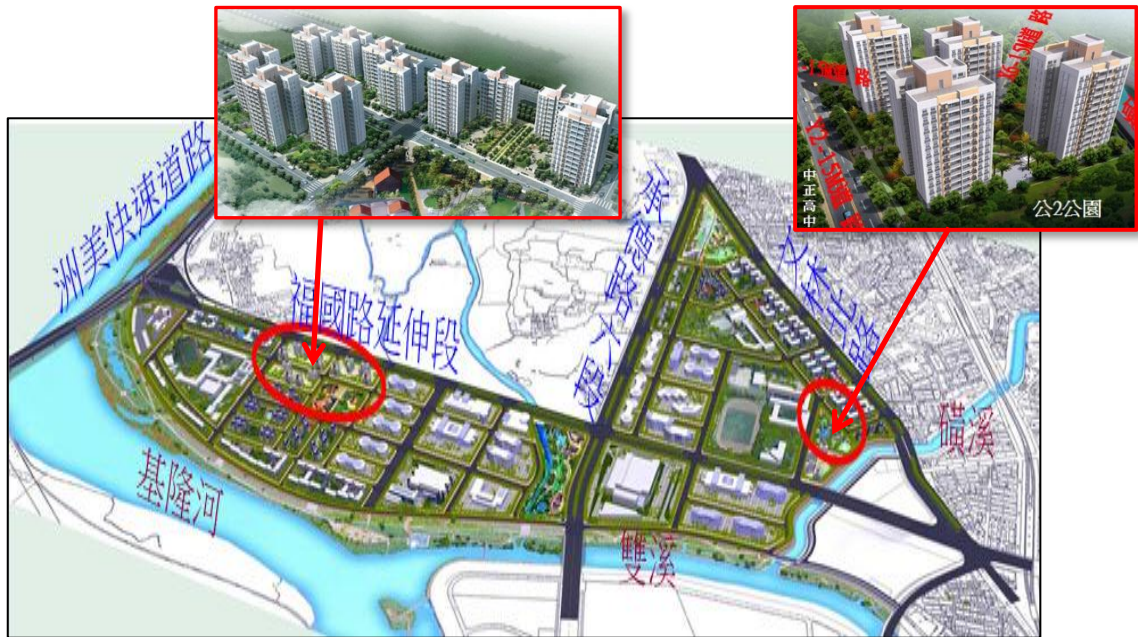 洲美快速道路
福國路延伸段
承德路六段
文林北路
中正高中
公2公園
磺溪
基隆河
雙溪